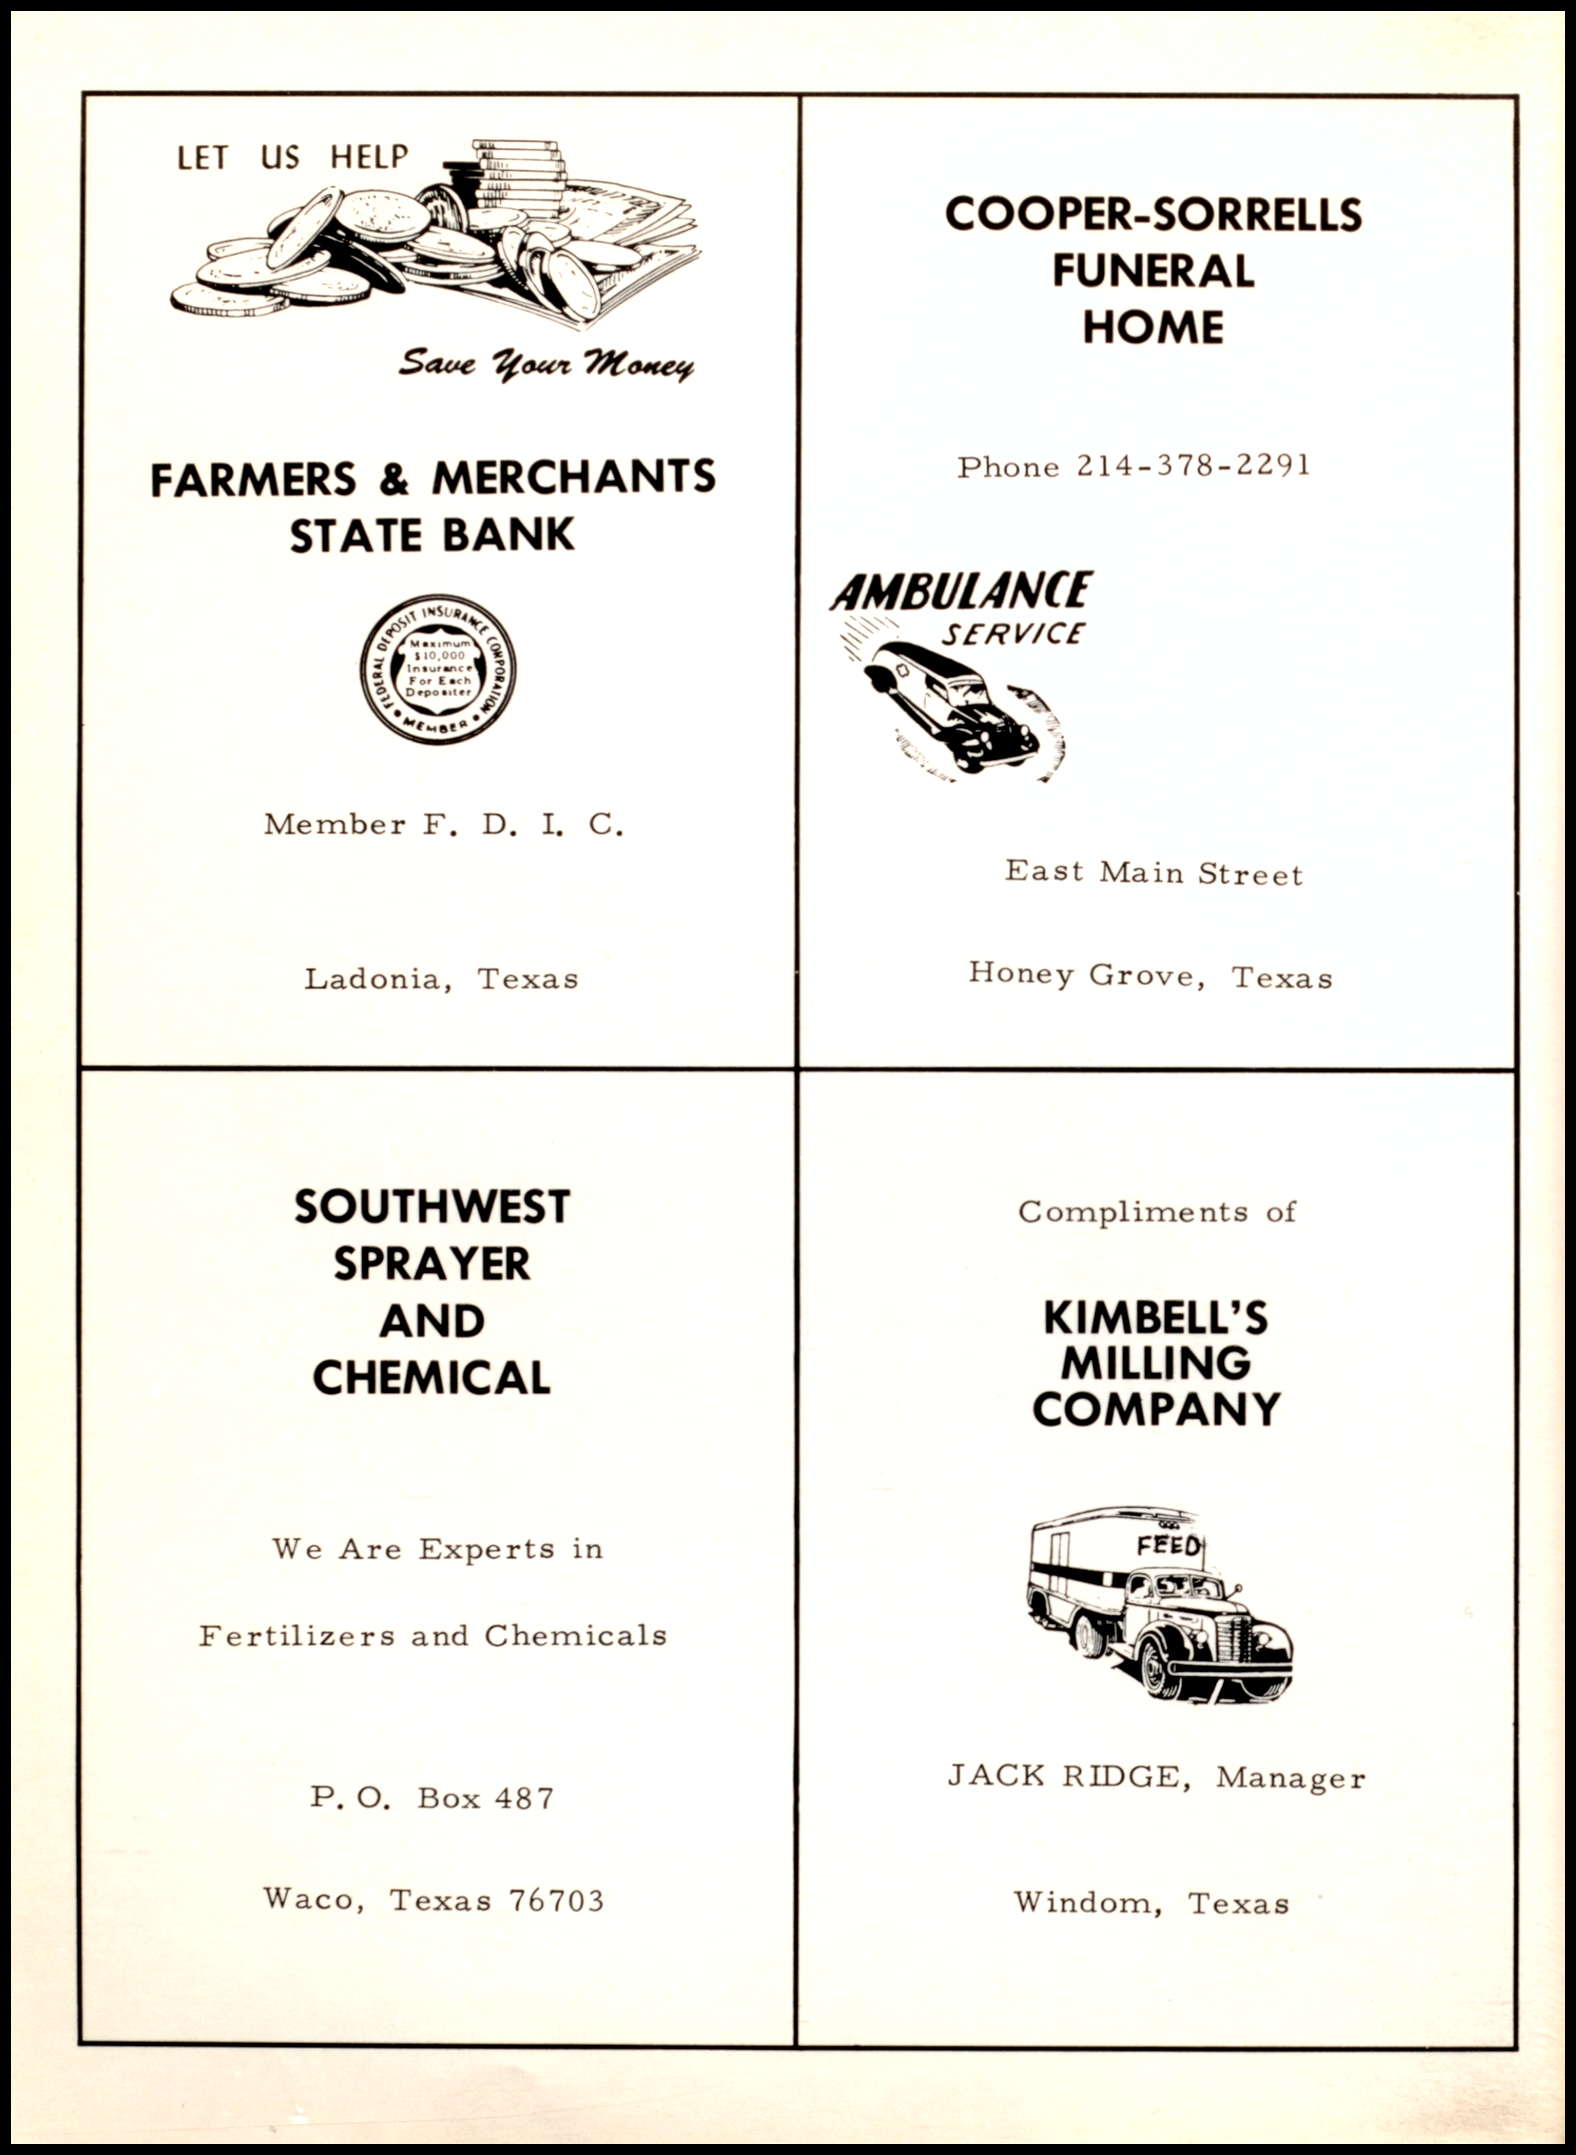 LET US HELP
Save Your Money
FARMERS & MERCHANTS
STATE BANK
FEDERAL DEPOSIT INSURANCE CORPORATION
Maximum
$10,000
Insurance
For Each
Depositer
• MEMBER •
Member F. D. I. C.
Ladonia, Texas
COOPER-SORRELLS
FUNERAL
HOME
Phone 214-378-2291
AMBULANCE
SERVICE
East Main Street
Honey Grove, Texas
SOUTHWEST
SPRAYER
AND
CHEMICAL
We Are Experts in
Fertilizers and Chemicals
P. O. Box 487
Waco, Texas 76703
Compliments of
KIMBELL'S
MILLING
COMPANY
FEED
JACK RIDGE, Manager
Windom, Texas